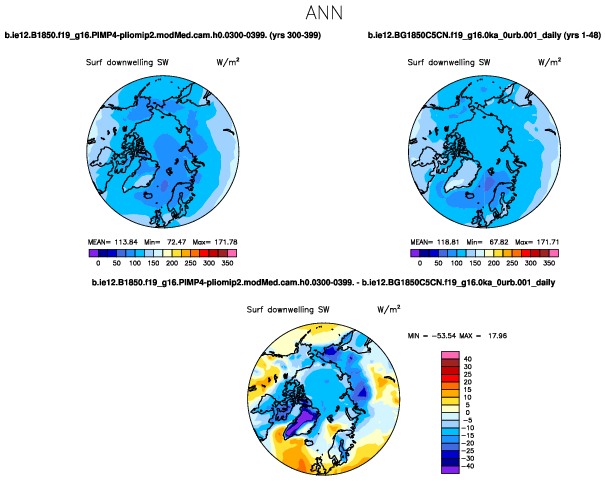 ANN
b.ie12.B1850.f19_g16.PIMP4-pliomip2.modMed.cam.h0.0300-0399. (yrs 300-399)
b.ie12.BG1850C5CN.f19_g16.0ka_0urb.001_daily (yrs 1-48)
Surf downwelling SW W/m²
Surf downwelling SW W/m²
MEAN= 113.84 Min= 72.47 Max= 171.78
MEAN= 118.81 Min= 67.82 Max= 171.71
0 50 100 150 200 250 300 350
0 50 100 150 200 250 300 350
b.ie12.B1850.f19_g16.PIMP4-pliomip2.modMed.cam.h0.0300-0399. - b.ie12.BG1850C5CN.f19_g16.0ka_0urb.001_daily
Surf downwelling SW W/m²
MIN = -53.54 MAX = 17.96
40
30
25
20
15
10
5
0
-5
-10
-15
-20
-25
-30
-40